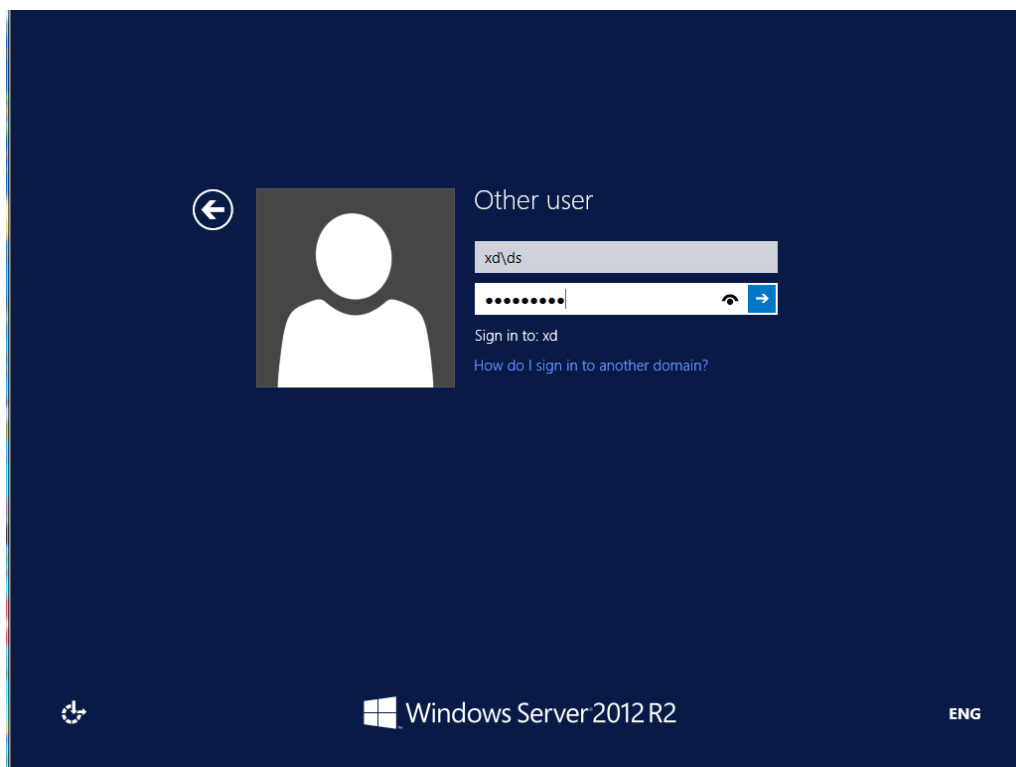 Other user
xd\ds
●●●●●●●●●
Sign in to: xd
How do I sign in to another domain?
Windows Server 2012 R2
ENG